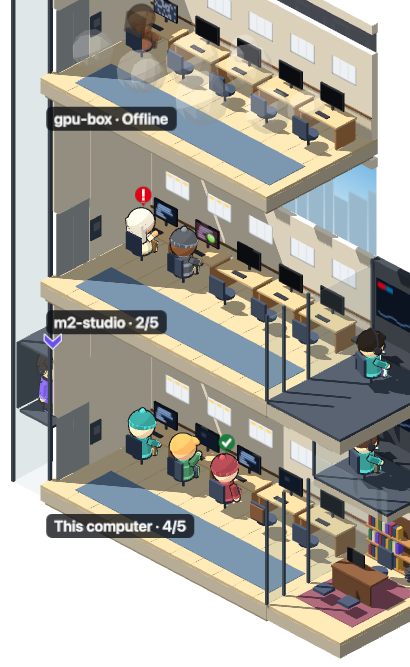 gpu-box · Offline
!
m2-studio · 2/5
This computer · 4/5